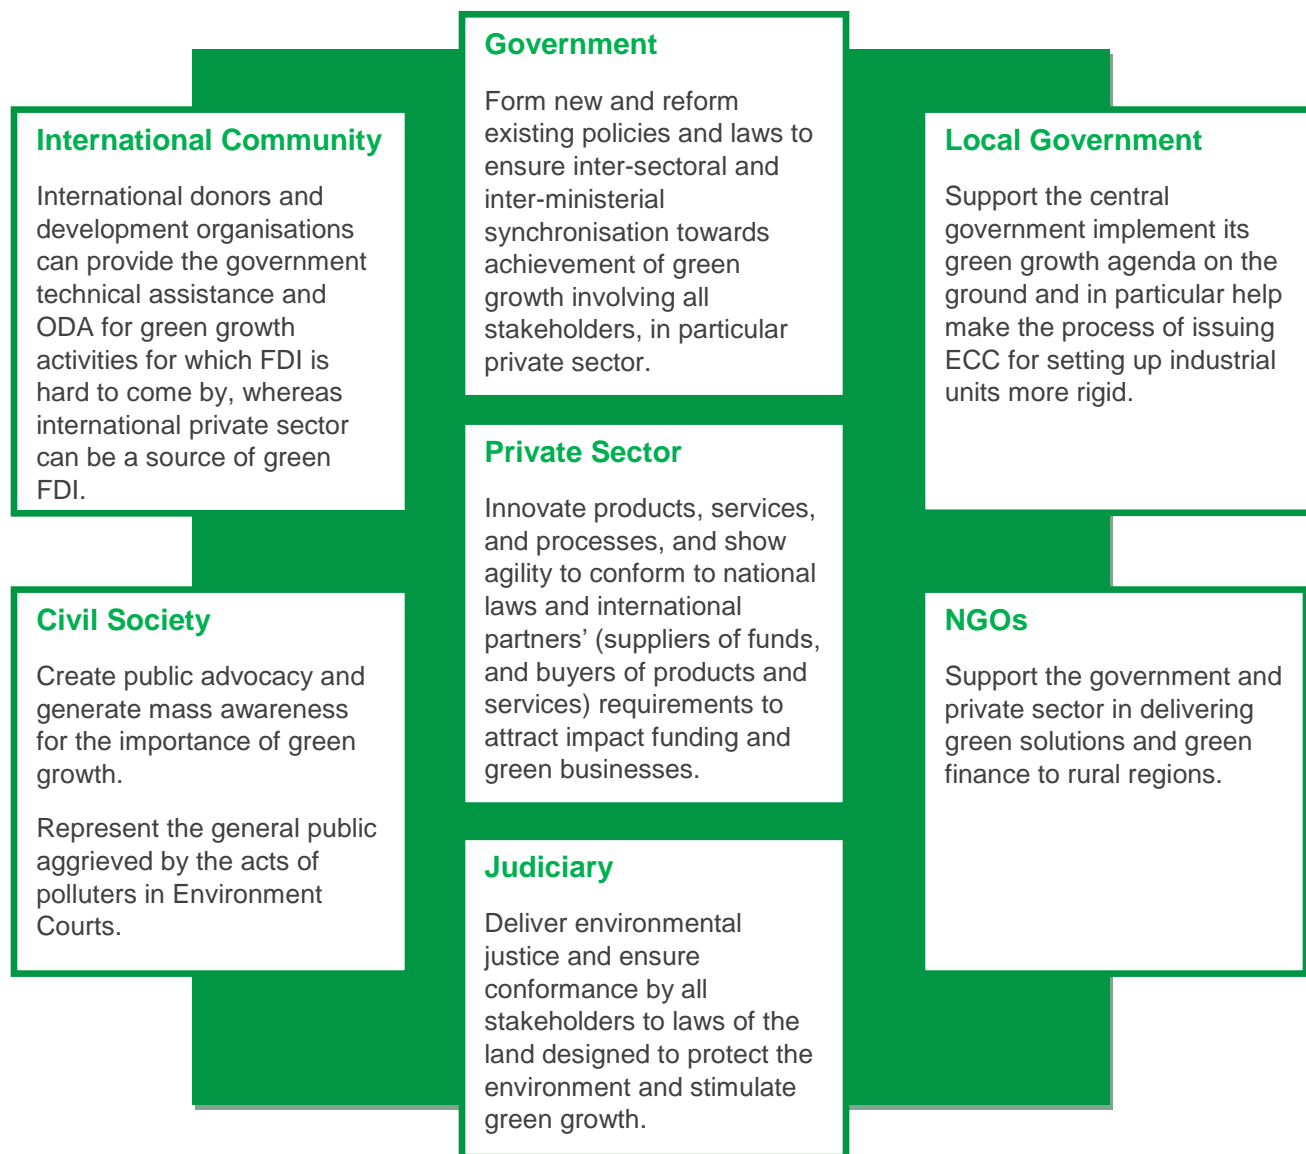 Government
Form new and reform
existing policies and laws to
ensure inter-sectoral and
inter-ministerial
synchronisation towards
achievement of green
growth involving all
stakeholders, in particular
private sector.
International Community
International donors and
development organisations
can provide the government
technical assistance and
ODA for green growth
activities for which FDI is
hard to come by, whereas
international private sector
can be a source of green
FDI.
Local Government
Support the central
government implement its
green growth agenda on the
ground and in particular help
make the process of issuing
ECC for setting up industrial
units more rigid.
Private Sector
Innovate products, services,
and processes, and show
agility to conform to national
laws and international
partners’ (suppliers of funds,
and buyers of products and
services) requirements to
attract impact funding and
green businesses.
Civil Society
Create public advocacy and
generate mass awareness
for the importance of green
growth.
Represent the general public
aggrieved by the acts of
polluters in Environment
Courts.
NGOs
Support the government and
private sector in delivering
green solutions and green
finance to rural regions.
Judiciary
Deliver environmental
justice and ensure
conformance by all
stakeholders to laws of the
land designed to protect the
environment and stimulate
green growth.